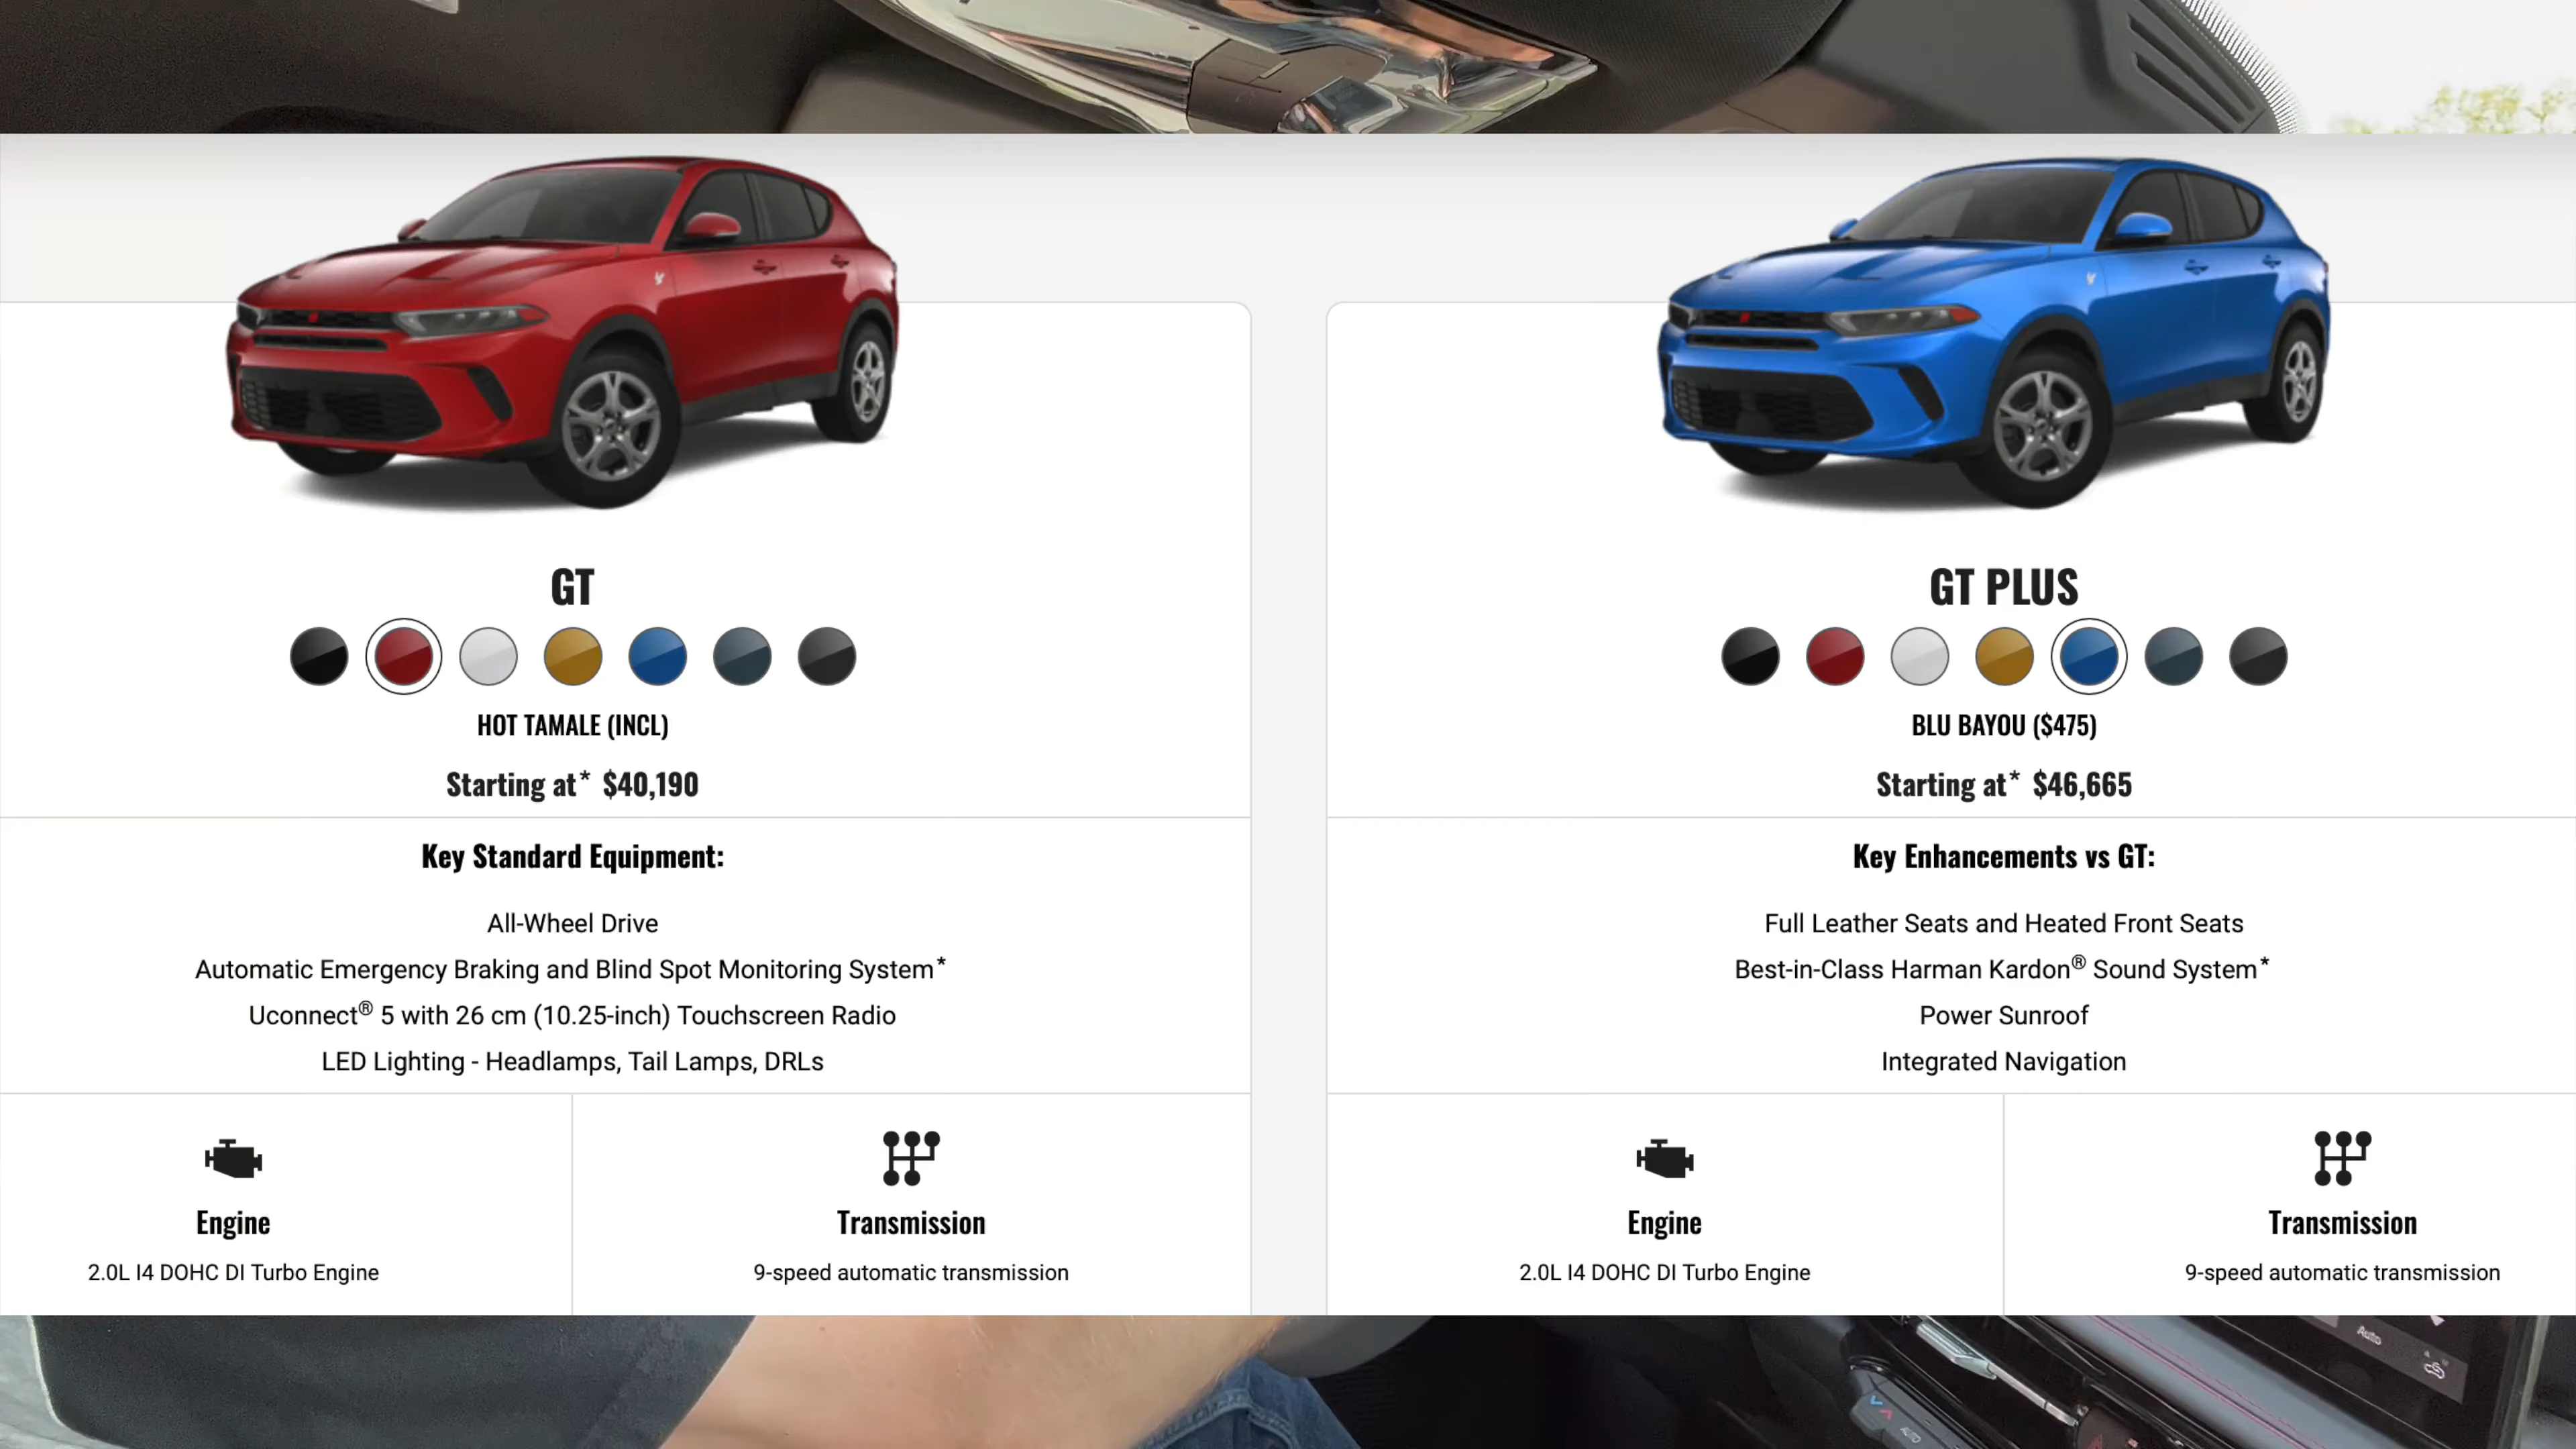 GT
HOT TAMALE (INCL)
Starting at* $40,190
Key Standard Equipment:
All-Wheel Drive
Automatic Emergency Braking and Blind Spot Monitoring System*
Uconnect® 5 with 26 cm (10.25-inch) Touchscreen Radio
LED Lighting - Headlamps, Tail Lamps, DRLs
Engine
2.0L I4 DOHC DI Turbo Engine
Transmission
9-speed automatic transmission
GT PLUS
BLU BAYOU ($475)
Starting at* $46,665
Key Enhancements vs GT:
Full Leather Seats and Heated Front Seats
Best-in-Class Harman Kardon® Sound System*
Power Sunroof
Integrated Navigation
Engine
2.0L I4 DOHC DI Turbo Engine
Transmission
9-speed automatic transmission
Auto
AUTO